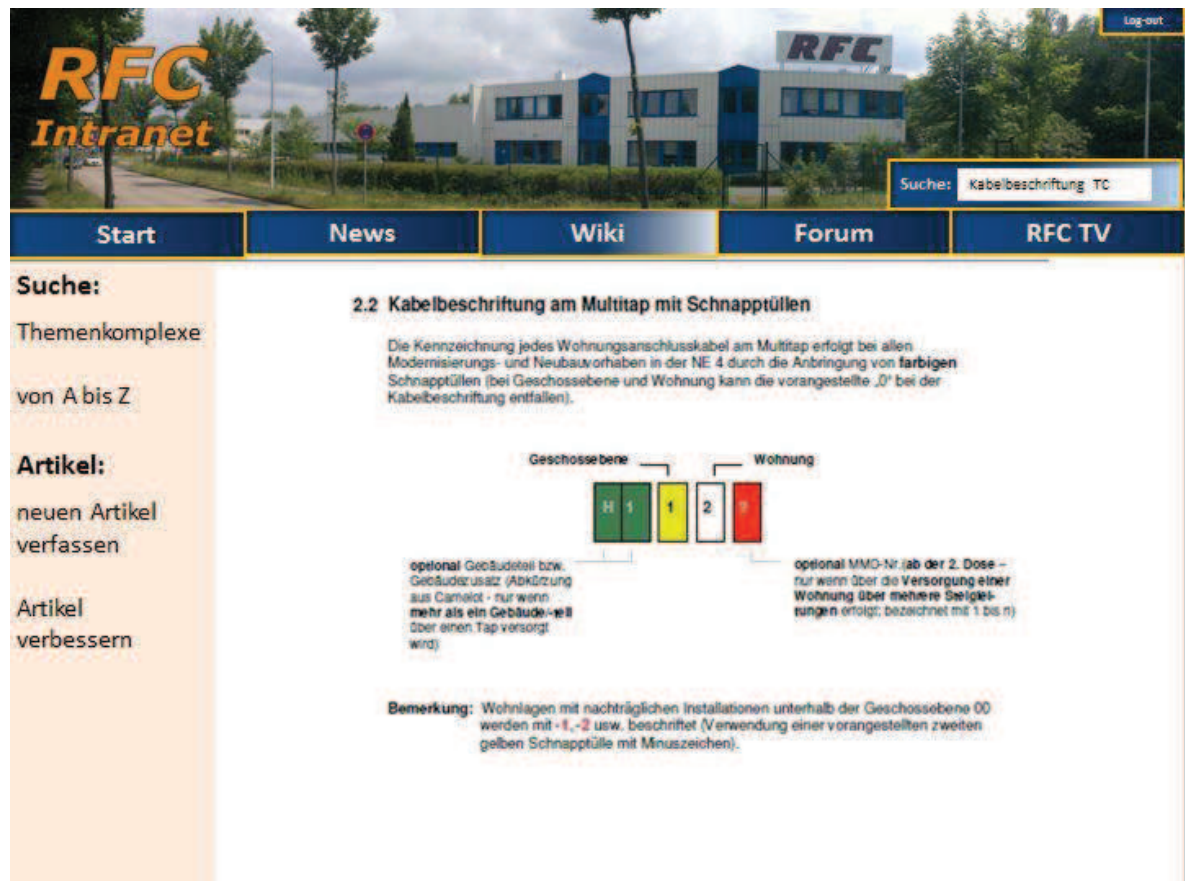 Log-out
RFC
RFC
Intranet
Suche: Kabelbeschriftung TC
Start News Wiki Forum RFC TV
Suche:
Themenkomplexe
von A bis Z
Artikel:
neuen Artikel
verfassen
Artikel
verbessern
2.2 Kabelbeschriftung am Multitap mit Schnapptüllen
Die Kennzeichnung jedes Wohnungsanschlusskabel am Multitap erfolgt bei allen
Modernisierungs- und Neubauvorhaben in der NE 4 durch die Anbringung von farbigen
Schnapptüllen (bei Geschossebene und Wohnung kann die vorangestellte „0“ bei der
Kabelbeschriftung entfallen).
Geschossebene Wohnung
H 1 1 2 ?
optional Gebäudeteil bzw.
Gebäudezusatz (Abkürzung
aus Camelot - nur wenn
mehr als ein Gebäude/-teil
über einen Tap versorgt
wird)
optional MMD-Nr.(ab der 2. Dose –
nur wenn über die Versorgung einer
Wohnung über mehrere Steiglei-
tungen erfolgt; bezeichnet mit 1 bis n)
Bemerkung: Wohnlagen mit nachträglichen Installationen unterhalb der Geschossebene 00
werden mit -1,-2 usw. beschriftet (Verwendung einer vorangestellten zweiten
gelben Schnapptülle mit Minuszeichen).